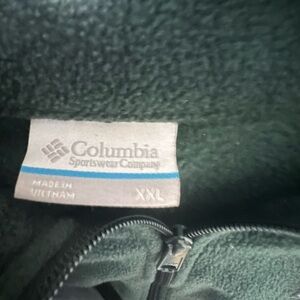 Columbia
Sportswear Company
MADE IN
VIETNAM
XXL